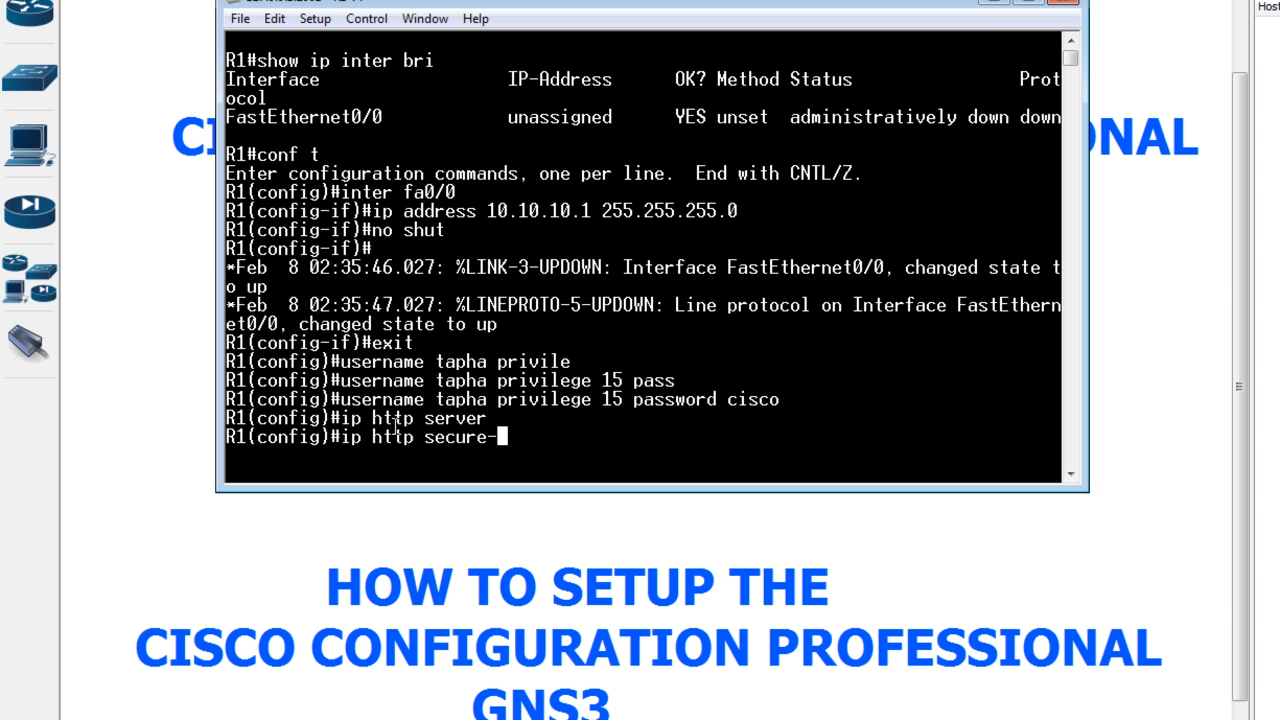 Host
File Edit Setup Control Window Help
R1#show ip inter bri
Interface IP-Address OK? Method Status Prot
ocol
FastEthernet0/0 unassigned YES unset administratively down down
CI ONAL
R1#conf t
Enter configuration commands, one per line. End with CNTL/Z.
R1(config)#inter fa0/0
R1(config-if)#ip address 10.10.10.1 255.255.255.0
R1(config-if)#no shut
R1(config-if)#
*Feb 8 02:35:46.027: %LINK-3-UPDOWN: Interface FastEthernet0/0, changed state t
o up
*Feb 8 02:35:47.027: %LINEPROTO-5-UPDOWN: Line protocol on Interface FastEthern
et0/0, changed state to up
R1(config-if)#exit
R1(config)#username tapha privile
R1(config)#username tapha privilege 15 pass
R1(config)#username tapha privilege 15 password cisco
R1(config)#ip http server
R1(config)#ip http secure-
HOW TO SETUP THE
CISCO CONFIGURATION PROFESSIONAL
GNS3